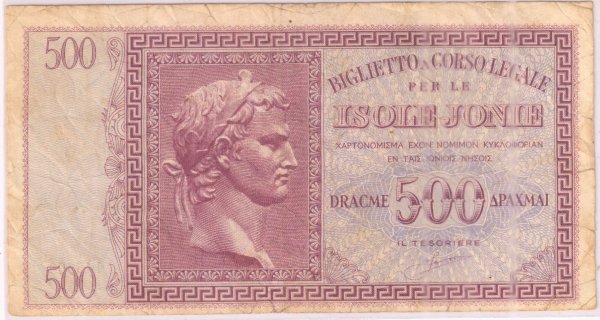 500
BIGLIETTO A CORSO LEGALE
PER LE
ISOLE JONIE
ΧΑΡΤΟΝΟΜΙΣΜΑ ΕΧΟΝ ΝΟΜΙΜΟΝ ΚΥΚΛΟΦΟΡΙΑΝ
ΕΝ ΤΑΙΣ ΙΟΝΙΟΙΣ ΝΗΣΟΙΣ
DRACME 500 ΔΡΑΧΜΑΙ
IL TESORIERE
500